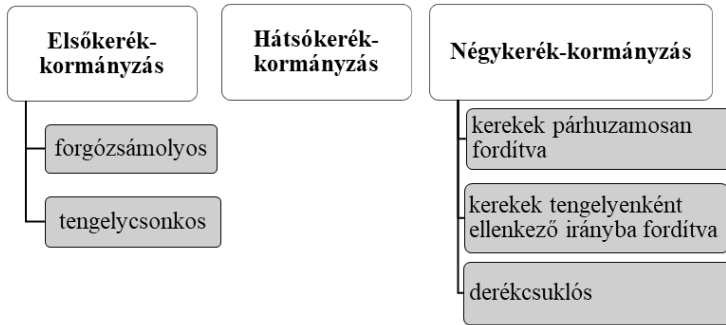 Elsőkerék-
kormányzás
forgózsámolyos
tengelycsonkos
Hátsókerék-
kormányzás
Négykerék-kormányzás
kerekek párhuzamosan
fordítva
kerekek tengelyenként
ellenkező irányba fordítva
derékcsuklós